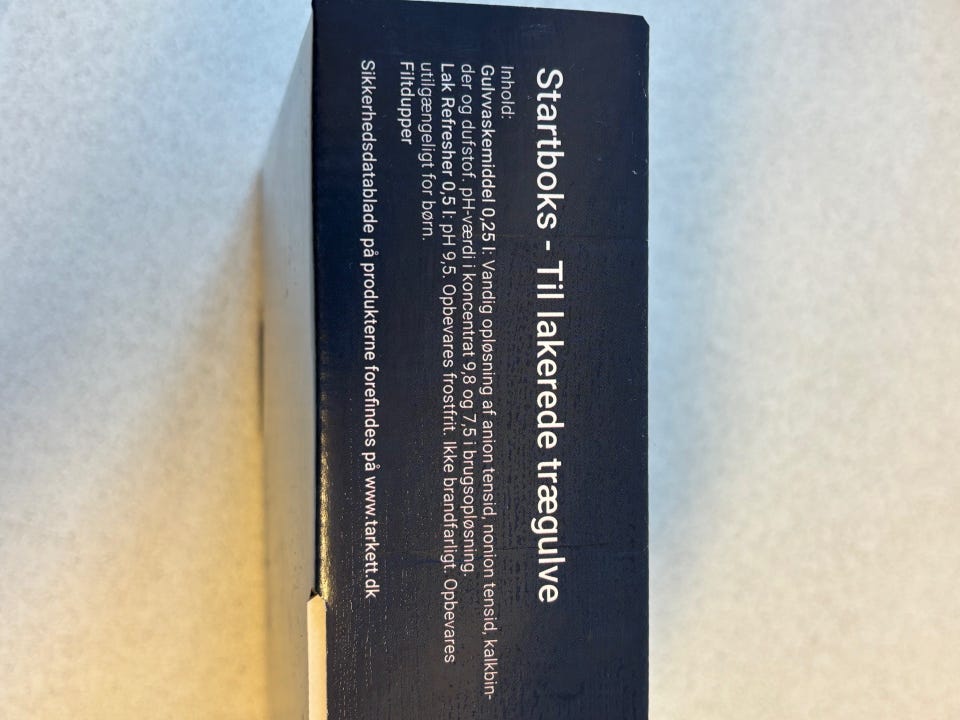 Startboks - Til lakerede trægulve
Inhold:
Gulvvaskemiddel 0,25 l: Vandig opløsning af anion tensid, nonion tensid, kalkbin-
der og dufstof. pH-værdi i koncentrat 9,8 og 7,5 i brugsopløsning.
Lak Refresher 0,5 l: pH 9,5. Opbevares frostfrit. Ikke brandfarligt. Opbevares
utilgængeligt for børn.
Filtdupper
Sikkerhedsdatablade på produkterne forefindes på www.tarkett.dk